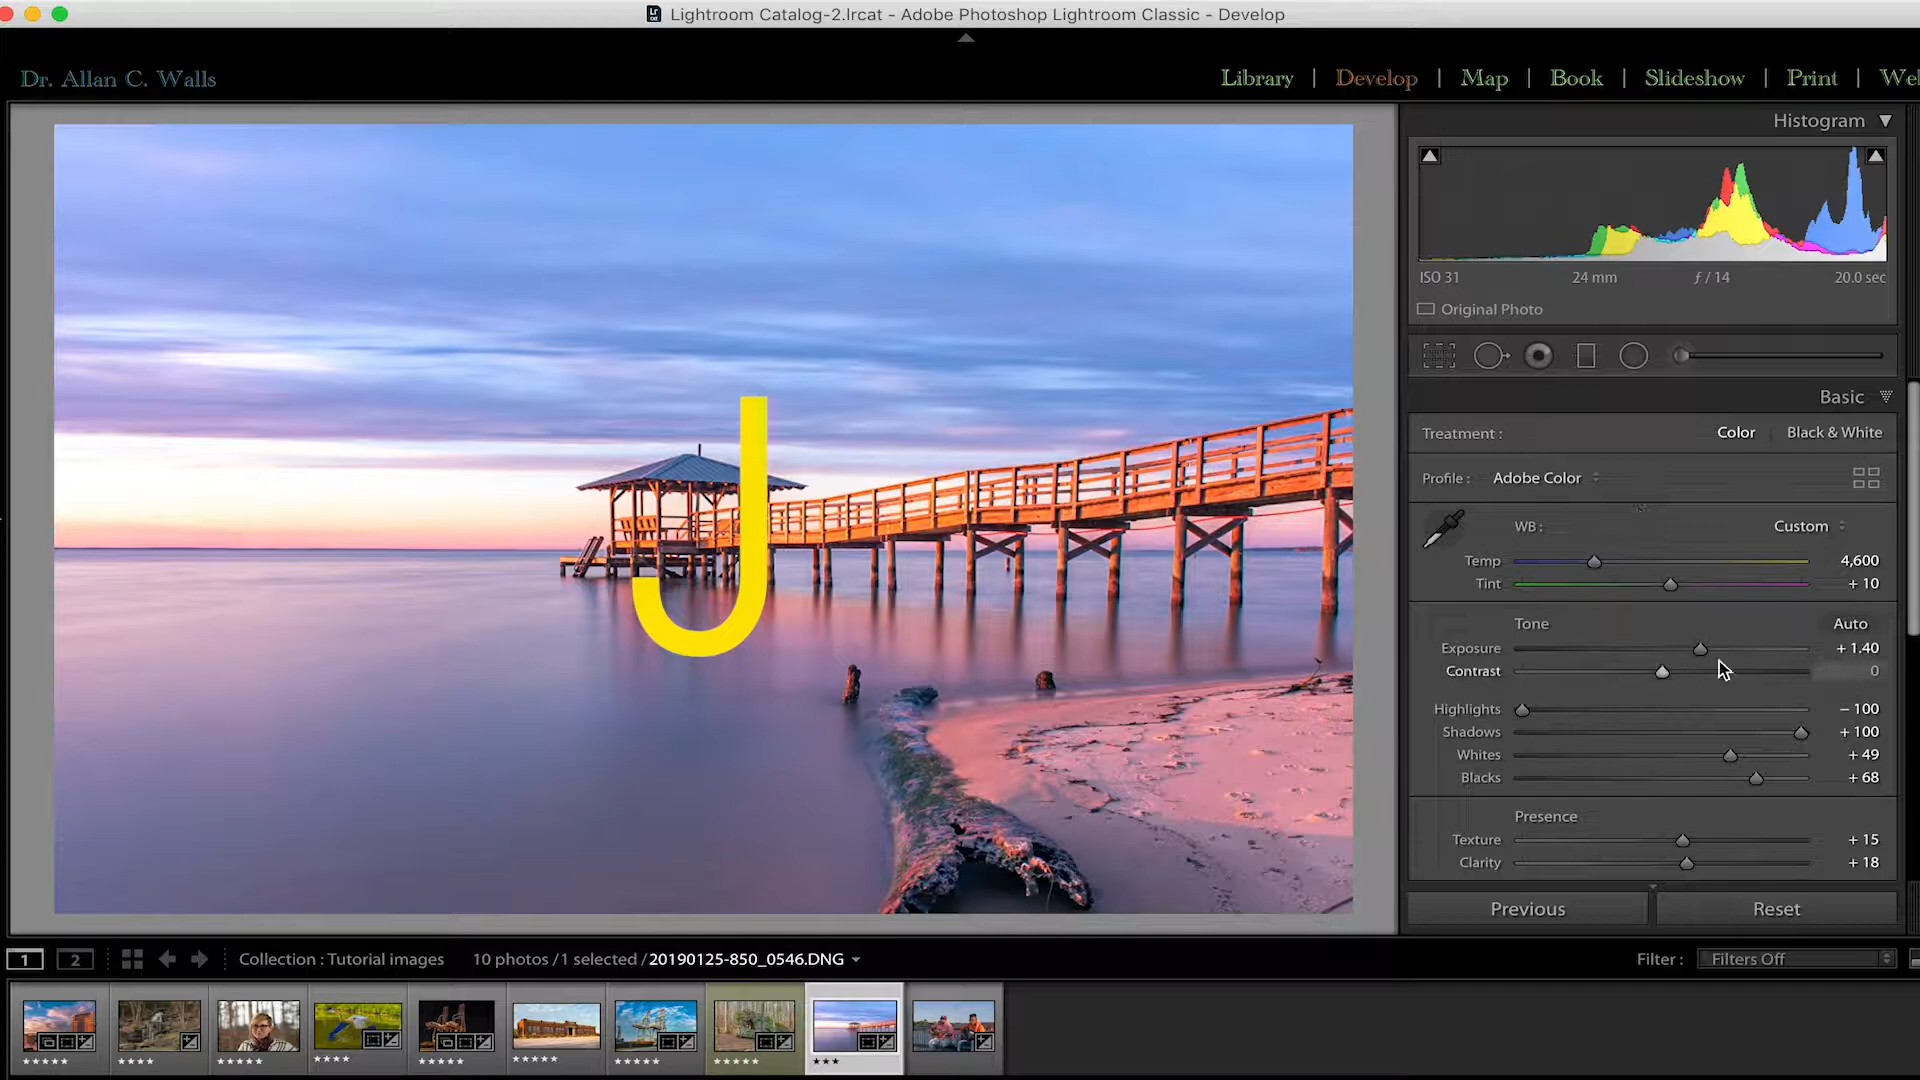 Lightroom Catalog-2.lrcat - Adobe Photoshop Lightroom Classic - Develop
Dr. Allan C. Walls
Library | Develop | Map | Book | Slideshow | Print |
Histogram
ISO 31 24 mm ƒ / 14 20.0 sec
Original Photo
Basic
Treatment : Color Black & White
Profile : Adobe Color
WB : Custom
Temp 4,600
Tint + 10
Tone Auto
Exposure + 1.40
Contrast 0
Highlights − 100
Shadows + 100
Whites + 49
Blacks + 68
Presence
Texture + 15
Clarity + 18
J
Previous Reset
1 2 Collection : Tutorial images 10 photos / 1 selected / 20190125-850_0546.DNG Filter : Filters Off